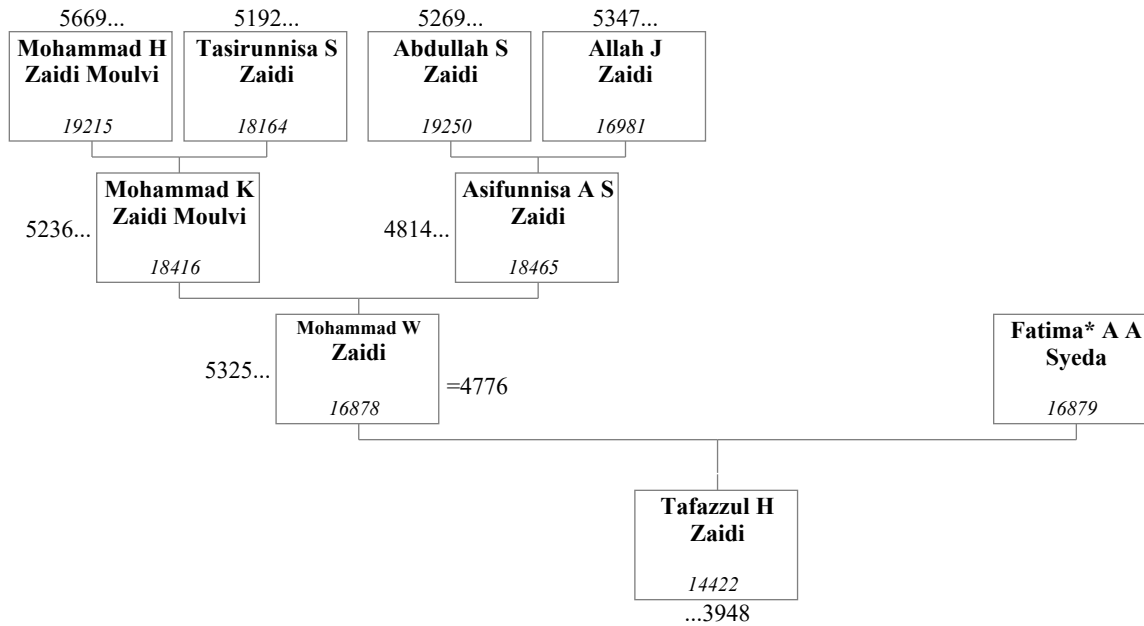 5669...
5192...
5269...
5347...
Mohammad H
Zaidi Moulvi
19215
Tasirunnisa S
Zaidi
18164
Abdullah S
Zaidi
19250
Allah J
Zaidi
16981
5236...
Mohammad K
Zaidi Moulvi
18416
4814...
Asifunnisa A S
Zaidi
18465
5325...
Mohammad W
Zaidi
16878
=4776
Fatima* A A
Syeda
16879
Tafazzul H
Zaidi
14422
...3948